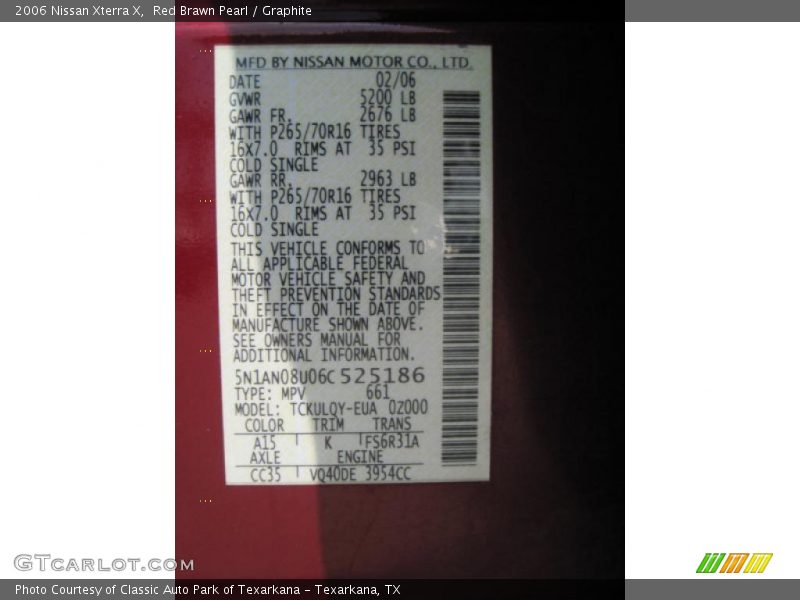 2006 Nissan Xterra X,  Red Brawn Pearl / Graphite
MFD BY NISSAN MOTOR CO., LTD.
DATE 02/06
GVWR 5200 LB
GAWR FR. 2676 LB
WITH P265/70R16 TIRES
16X7.0 RIMS AT 35 PSI
COLD SINGLE
GAWR RR. 2963 LB
WITH P265/70R16 TIRES
16X7.0 RIMS AT 35 PSI
COLD SINGLE
THIS VEHICLE CONFORMS TO
ALL APPLICABLE FEDERAL
MOTOR VEHICLE SAFETY AND
THEFT PREVENTION STANDARDS
IN EFFECT ON THE DATE OF
MANUFACTURE SHOWN ABOVE.
SEE OWNERS MANUAL FOR
ADDITIONAL INFORMATION.
5N1AN08U06C525186
TYPE: MPV 661
MODEL: TCKULQY-EUA 0Z000
COLOR TRIM TRANS
A15 K FS6R31A
AXLE ENGINE
CC35 VQ40DE 3954CC
GTCARLOT.COM
Photo Courtesy of Classic Auto Park of Texarkana – Texarkana, TX